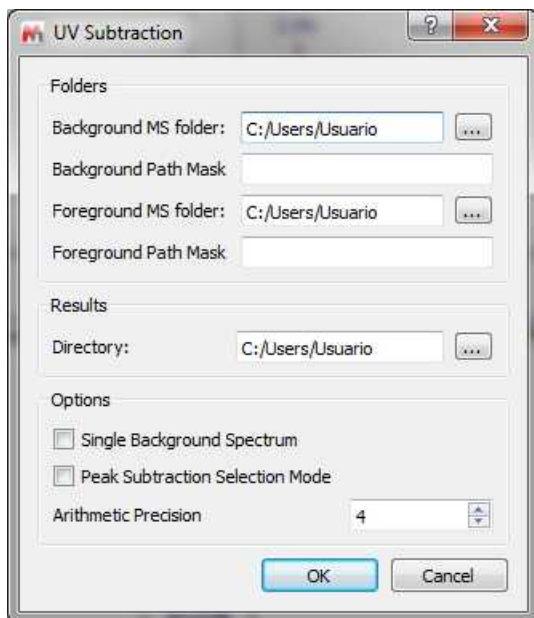 UV Subtraction
Folders
Background MS folder: C:/Users/Usuario ...
Background Path Mask
Foreground MS folder: C:/Users/Usuario ...
Foreground Path Mask
Results
Directory: C:/Users/Usuario ...
Options
Single Background Spectrum
Peak Subtraction Selection Mode
Arithmetic Precision 4
OK Cancel